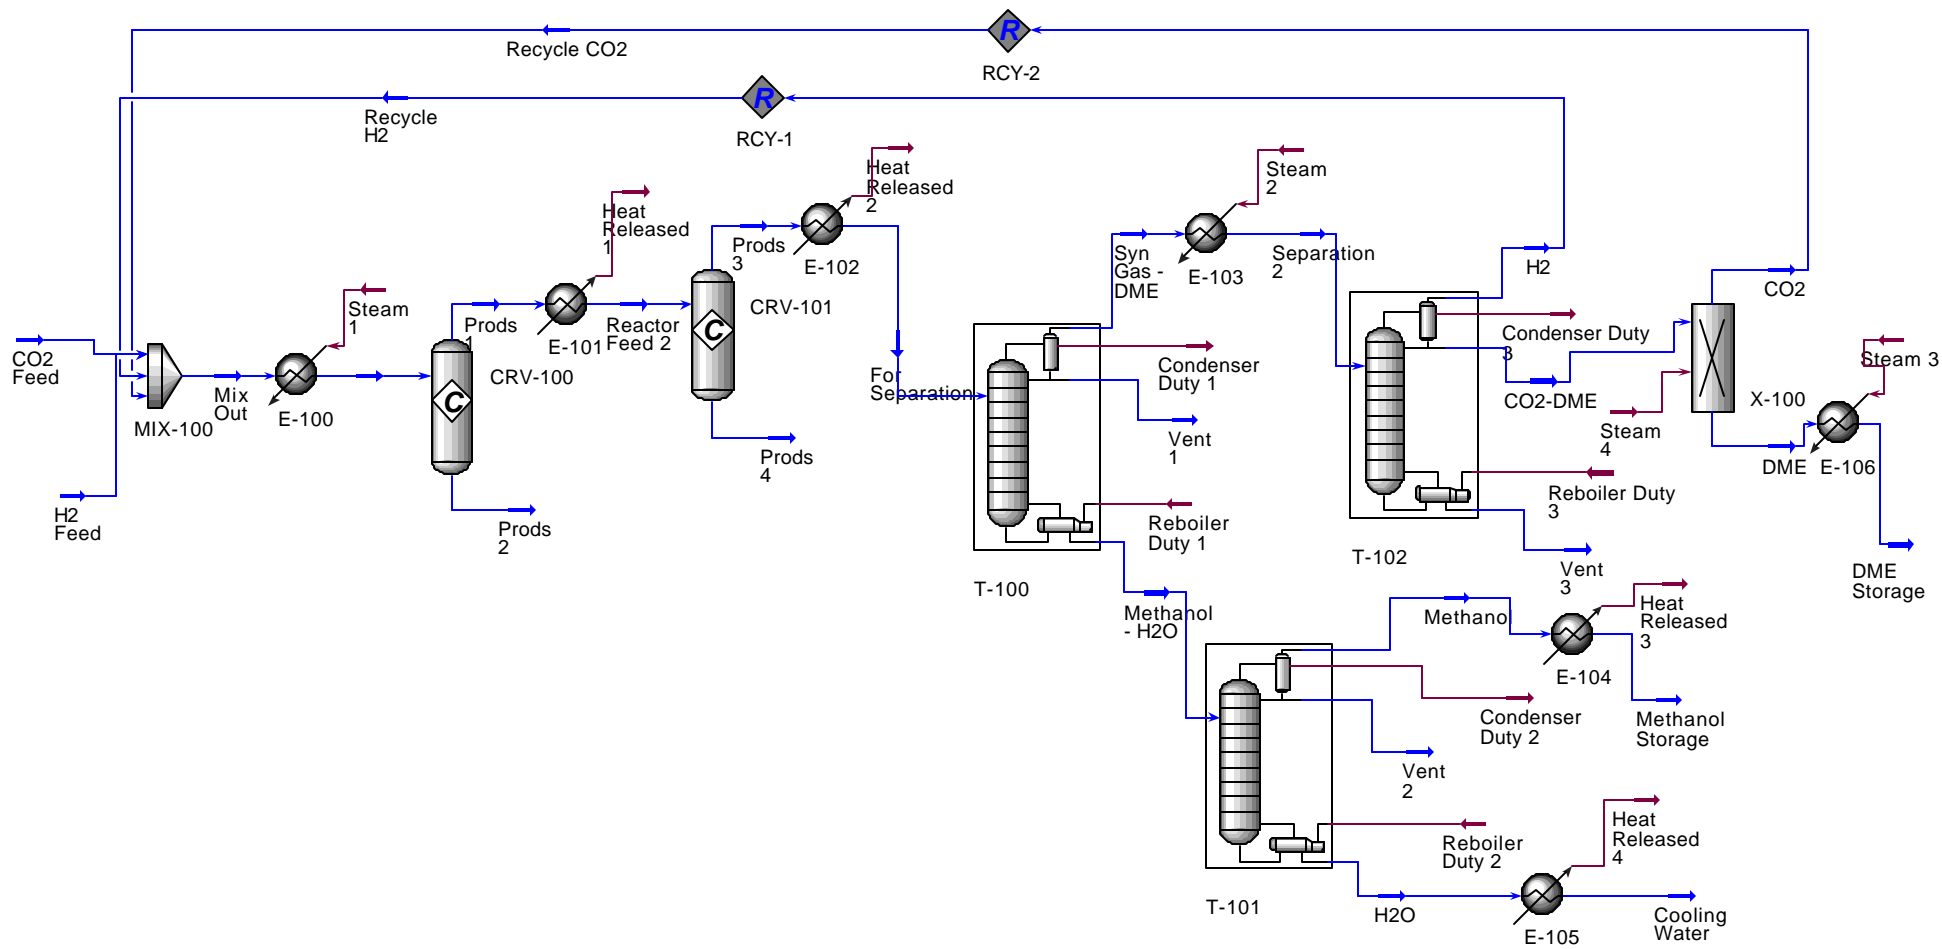 Recycle CO2
R
RCY-2
Recycle
H2
R
RCY-1
Heat
Released
2
Steam
2
Heat
Released
1
Prods
3
E-102
Syn
Gas -
DME
E-103
Separation
2
H2
CO2
Steam
1
Prods
1
E-101
Reactor
Feed 2
C
CRV-101
Condenser Duty
3
CO2 Feed
MIX-100
Mix
Out
E-100
C
CRV-100
For
Separation
Condenser
Duty 1
Vent
1
CO2-DME
Steam
4
X-100
Steam 3
DME
E-106
Prods
4
H2
Feed
Prods
2
Reboiler
Duty 1
Reboiler Duty
3
T-100
T-102
Vent
3
DME
Storage
Methanol
- H2O
Methanol
Heat
Released
3
E-104
Methanol
Storage
Condenser
Duty 2
Vent
2
Reboiler
Duty 2
Heat
Released
4
T-101
H2O
E-105
Cooling
Water